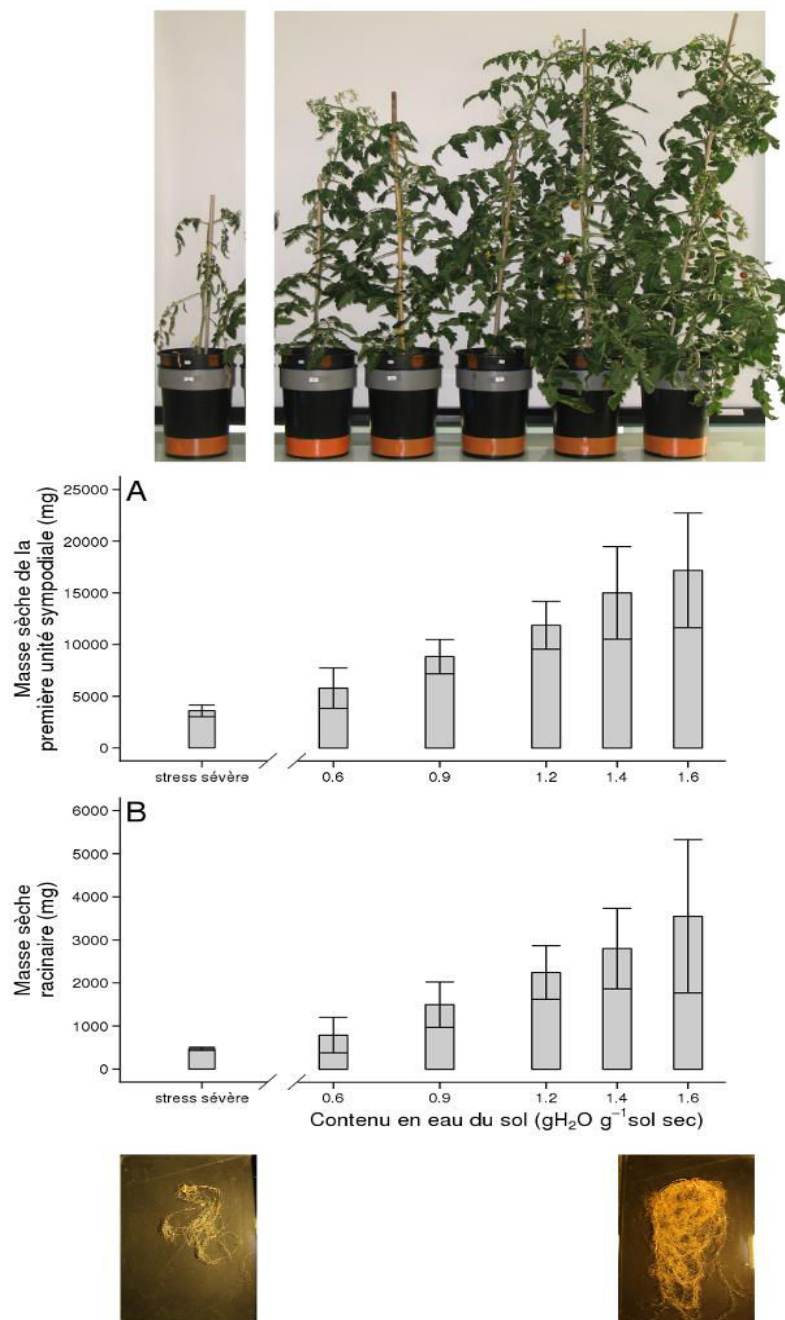 A
Masse sèche de la
première unité sympodiale (mg)
25000
20000
15000
10000
5000
0
stress sévère
0.6
0.9
1.2
1.4
1.6
B
Masse sèche
racinaire (mg)
6000
5000
4000
3000
2000
1000
0
stress sévère
0.6
0.9
1.2
1.4
1.6
Contenu en eau du sol (gH₂O g⁻¹sol sec)